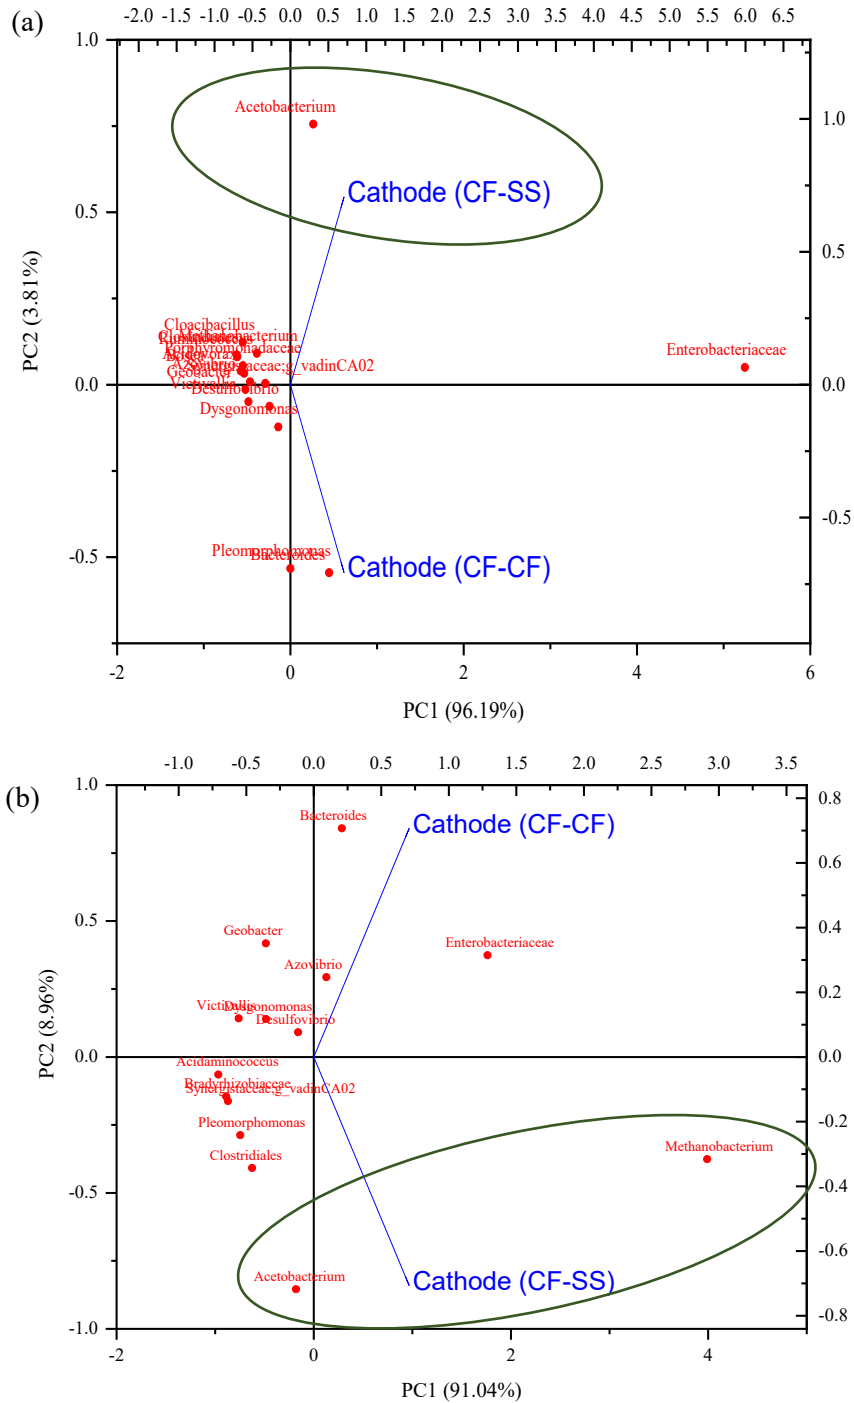 (a)
-2.0 -1.5 -1.0 -0.5 0.0 0.5 1.0 1.5 2.0 2.5 3.0 3.5 4.0 4.5 5.0 5.5 6.0 6.5
1.0
Acetobacterium
1.0
Cathode (CF-SS)
0.5
0.5
PC2 (3.81%)
Cloacibacillus
Methanobacterium
Porphyromonadaceae
Synergistaceae;g_vadinCA02
Geobacter
Enterobacteriaceae
0.0
0.0
Victivallis
Desulfovibrio
Dysgonomonas
-0.5
-0.5
Pleomorphomonas
Bacteroides
Cathode (CF-CF)
-2 0 2 4 6
PC1 (96.19%)
(b)
-1.0 -0.5 0.0 0.5 1.0 1.5 2.0 2.5 3.0 3.5
1.0
0.8
Bacteroides
Cathode (CF-CF)
0.6
0.5
0.4
Geobacter
Enterobacteriaceae
Azovibrio
0.2
Victivallis
Dysgonomonas
Desulfovibrio
PC2 (8.96%)
0.0
0.0
Acidaminococcus
Bradyrhizobiaceae
Synergistaceae;g_vadinCA02
-0.2
Pleomorphomonas
Methanobacterium
Clostridiales
-0.4
-0.5
-0.6
Acetobacterium
Cathode (CF-SS)
-0.8
-1.0
-2 0 2 4
PC1 (91.04%)